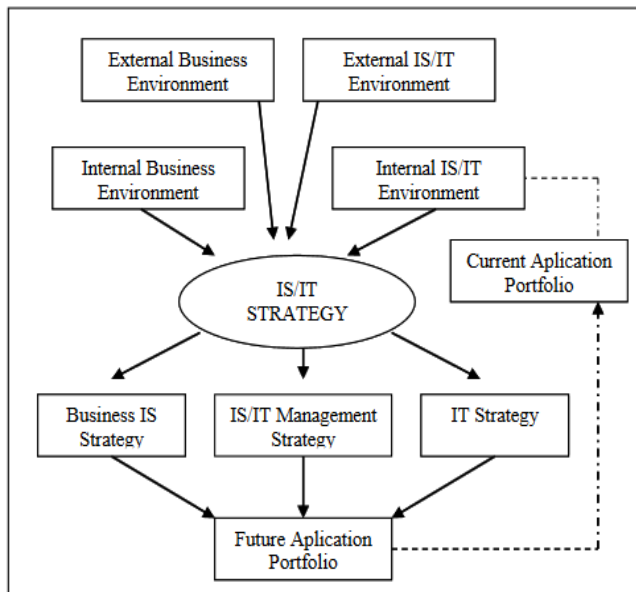 External Business
Environment
External IS/IT
Environment
Internal Business
Environment
Internal IS/IT
Environment
Current Aplication
Portfolio
IS/IT
STRATEGY
Business IS
Strategy
IS/IT Management
Strategy
IT Strategy
Future Aplication
Portfolio